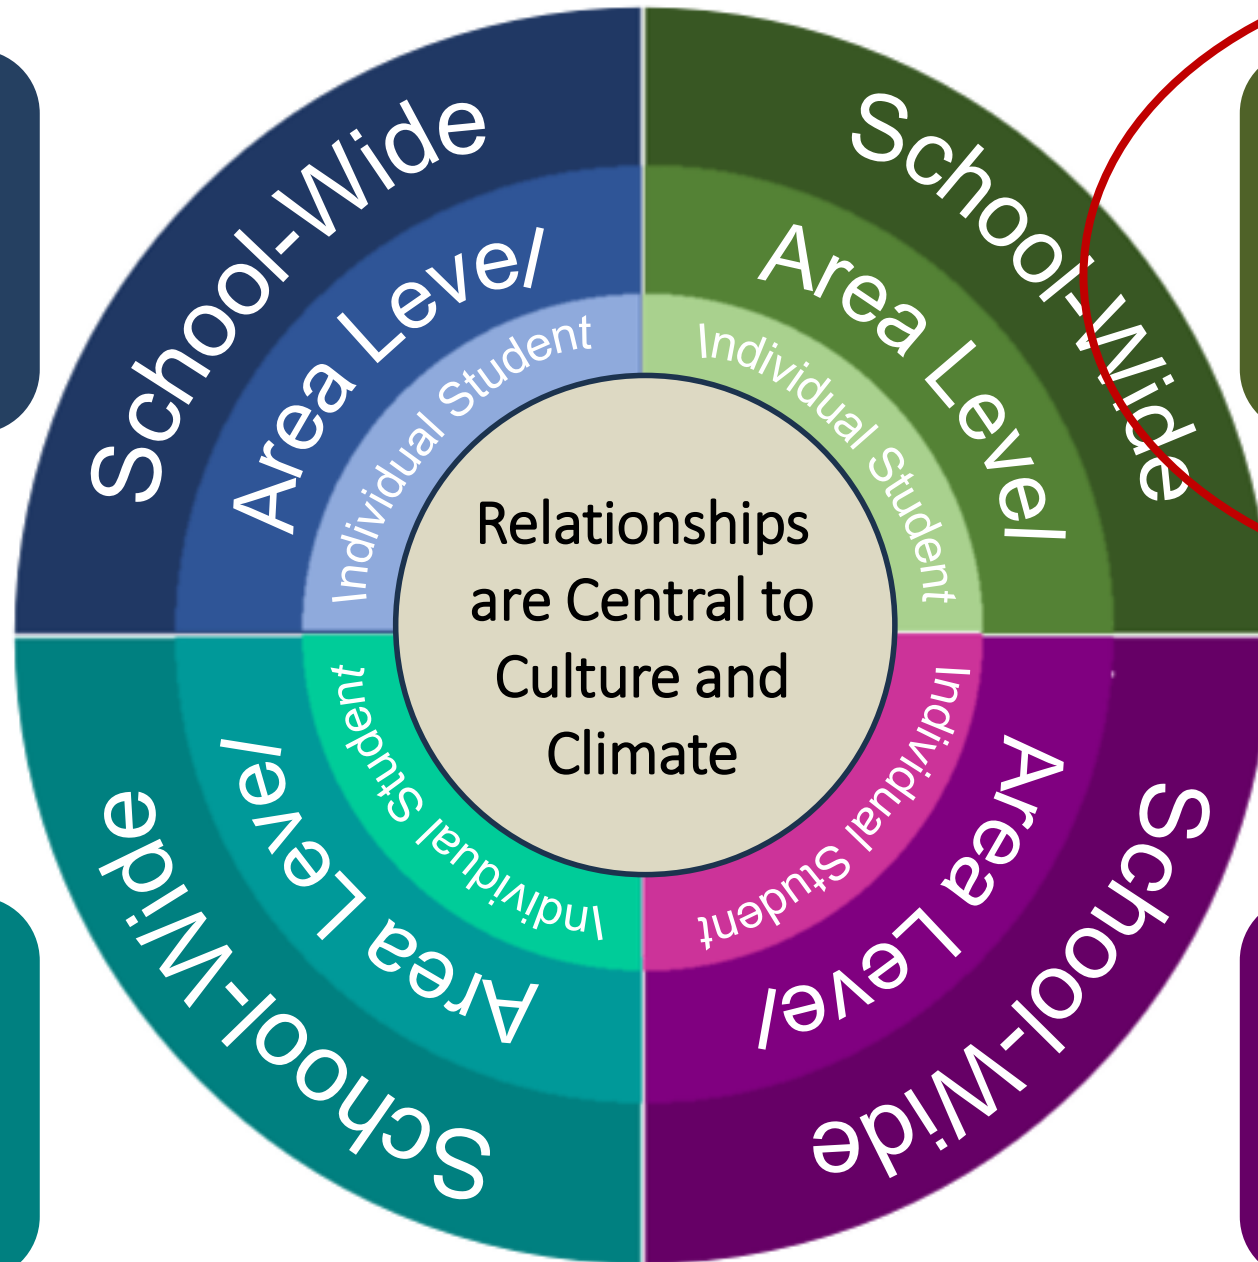 School-Wide
Area Level
Individual Student
School-Wide
Area Level
Individual Student
Relationships
are Central to
Culture and
Climate
School-Wide
Area Level
Individual Student
School-Wide
Area Level
Individual Student